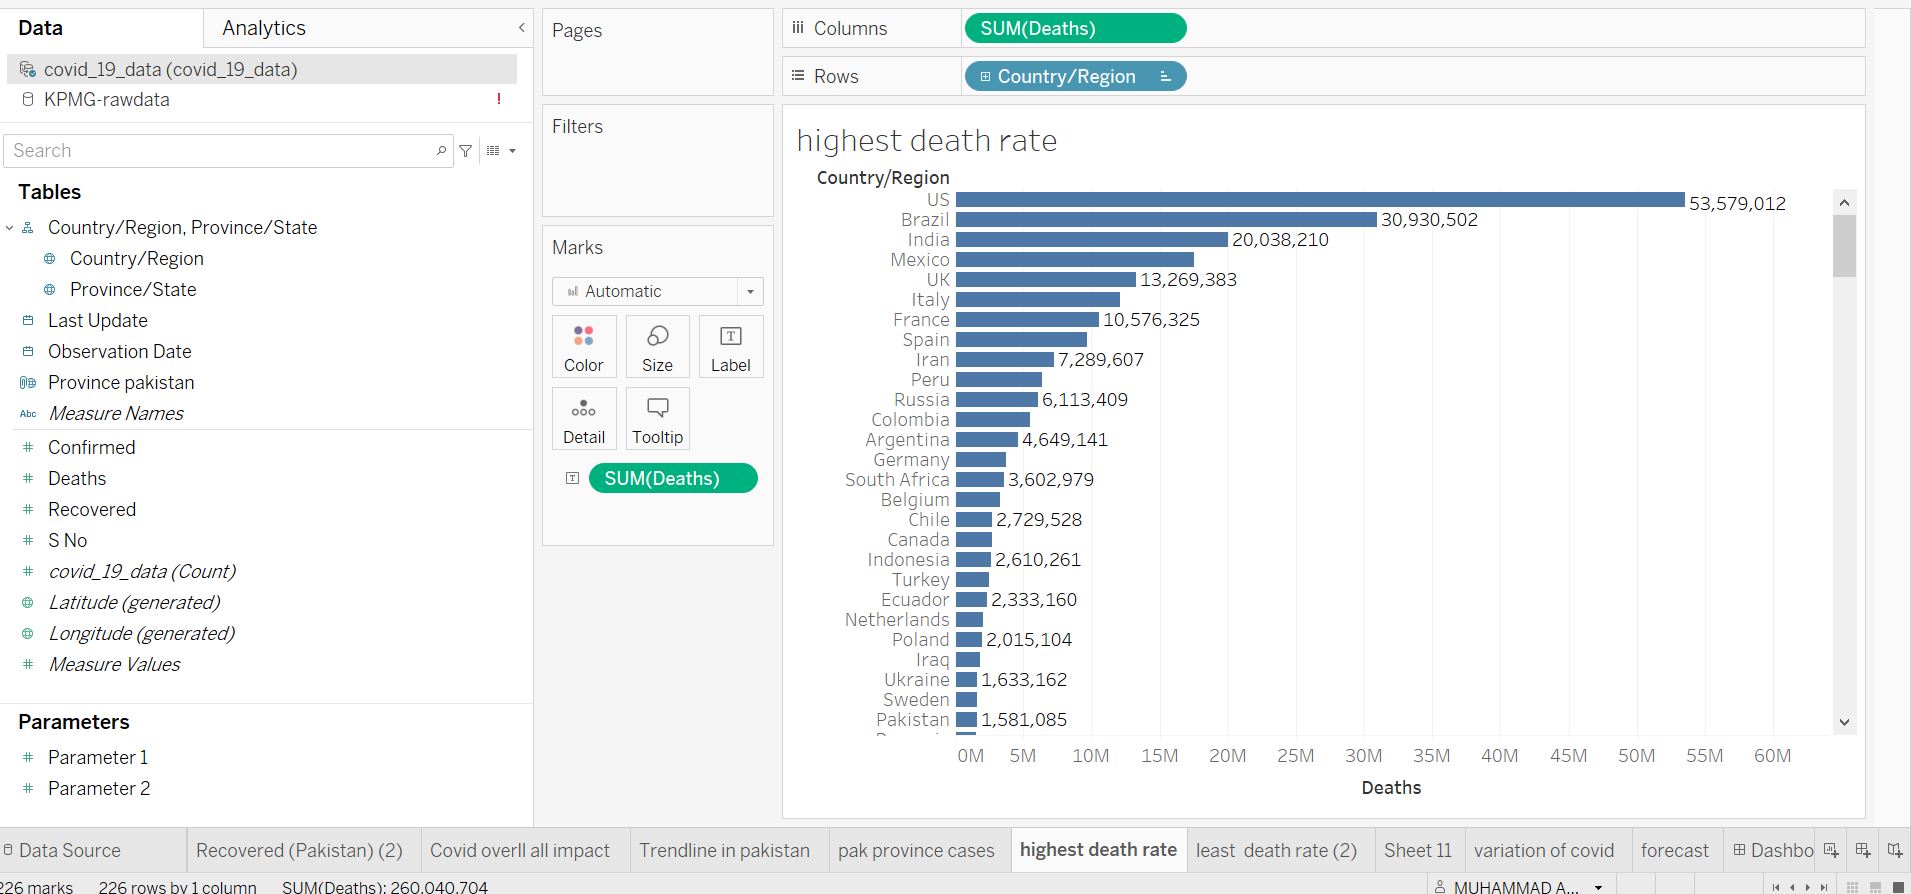 Data
Analytics
covid_19_data (covid_19_data)
KPMG-rawdata !
Search
Tables
Country/Region, Province/State
Country/Region
Province/State
Last Update
Observation Date
Province pakistan
Abc Measure Names
# Confirmed
# Deaths
# Recovered
# S No
# covid_19_data (Count)
Latitude (generated)
Longitude (generated)
# Measure Values
Parameters
# Parameter 1
# Parameter 2
Pages
Filters
Marks
Automatic
Color
Size
T
Label
Detail
Tooltip
T SUM(Deaths)
iii Columns SUM(Deaths)
Rows Country/Region
highest death rate
Country/Region
US 53,579,012
Brazil 30,930,502
India 20,038,210
Mexico
UK 13,269,383
Italy
France 10,576,325
Spain
Iran 7,289,607
Peru
Russia 6,113,409
Colombia
Argentina 4,649,141
Germany
South Africa 3,602,979
Belgium
Chile 2,729,528
Canada
Indonesia 2,610,261
Turkey
Ecuador 2,333,160
Netherlands
Poland 2,015,104
Iraq
Ukraine 1,633,162
Sweden
Pakistan 1,581,085
0M 5M 10M 15M 20M 25M 30M 35M 40M 45M 50M 55M 60M
Deaths
Data Source
Recovered (Pakistan) (2)
Covid overll all impact
Trendline in pakistan
pak province cases
highest death rate
least death rate (2)
Sheet 11
variation of covid
forecast
Dashbo
226 marks 226 rows by 1 column SUM(Deaths): 260,040,704
MUHAMMAD A...